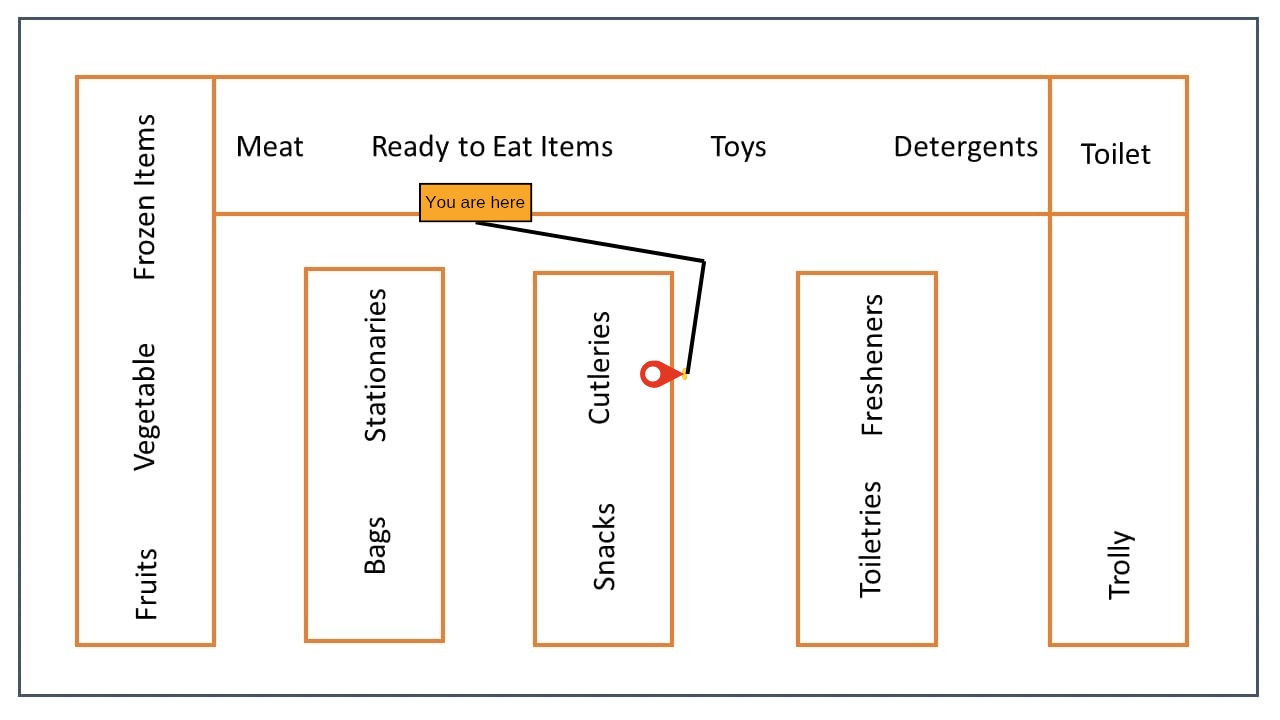 Meat
Ready to Eat Items
Toys
Detergents
Toilet
You are here
Frozen Items
Vegetable
Fruits
Stationaries
Bags
Cutleries
Snacks
Fresheners
Toiletries
Trolly